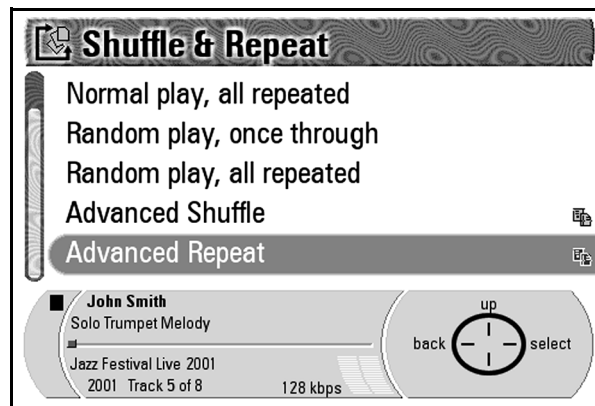 Shuffle & Repeat
Normal play, all repeated
Random play, once through
Random play, all repeated
Advanced Shuffle
Advanced Repeat
John Smith
Solo Trumpet Melody
Jazz Festival Live 2001
2001 Track 5 of 8 128 kbps
up
back select